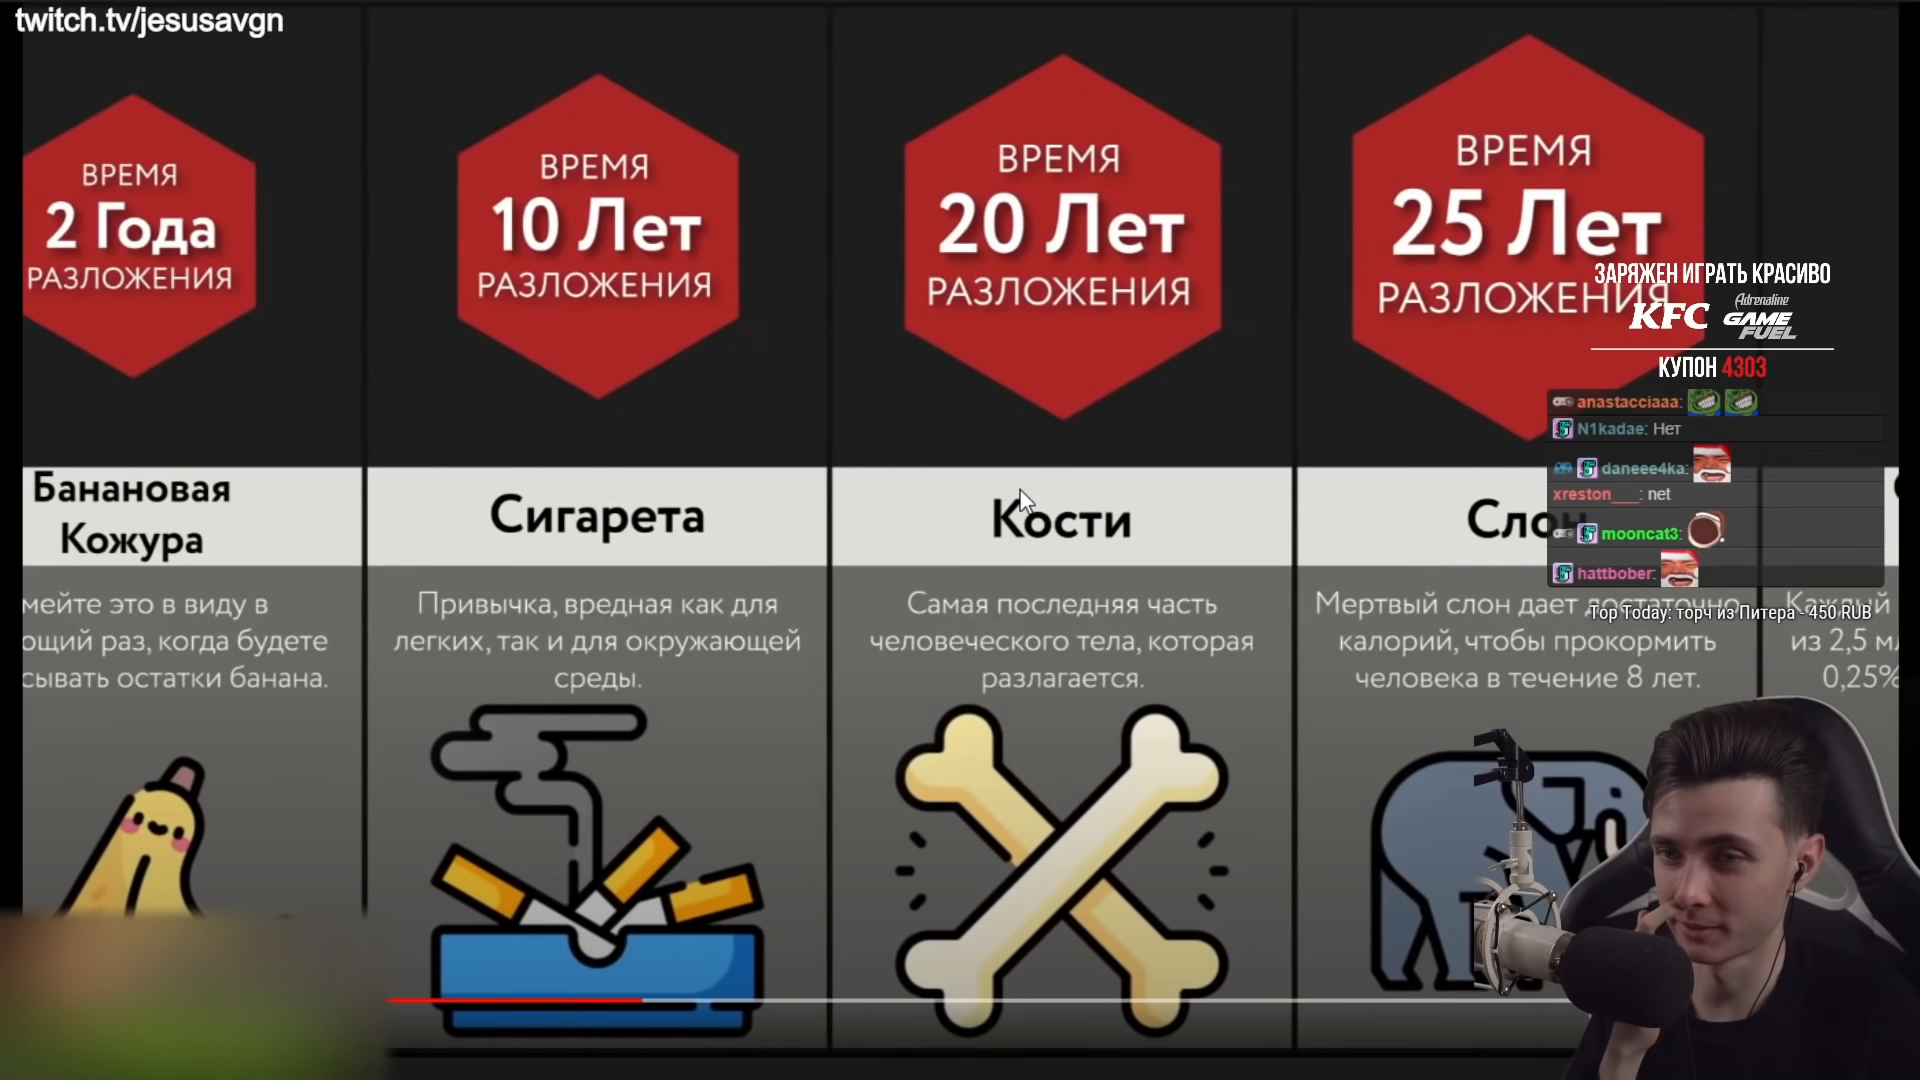 twitch.tv/jesusavgn
ВРЕМЯ
2 Года
РАЗЛОЖЕНИЯ
Банановая
Кожура
мейте это в виду в
ощий раз, когда будете
сывать остатки банана.
ВРЕМЯ
10 Лет
РАЗЛОЖЕНИЯ
Сигарета
Привычка, вредная как для
легких, так и для окружающей
среды.
ВРЕМЯ
20 Лет
РАЗЛОЖЕНИЯ
Кости
Самая последняя часть
человеческого тела, которая
разлагается.
ВРЕМЯ
25 Лет
РАЗЛОЖЕНИЯ
Слон
Мертвый слон дает достаточно
калорий, чтобы прокормить
человека в течение 8 лет.
Каждый
из 2,5 м
0,25%
ЗАРЯЖЕН ИГРАТЬ КРАСИВО
KFC Adrenaline GAME FUEL
КУПОН 4303
anastacciaaa:
N1kadae: Нет
daneee4ka:
xreston___: net
mooncat3:
hattbober:
Top Today: торч из Питера - 450 RUB